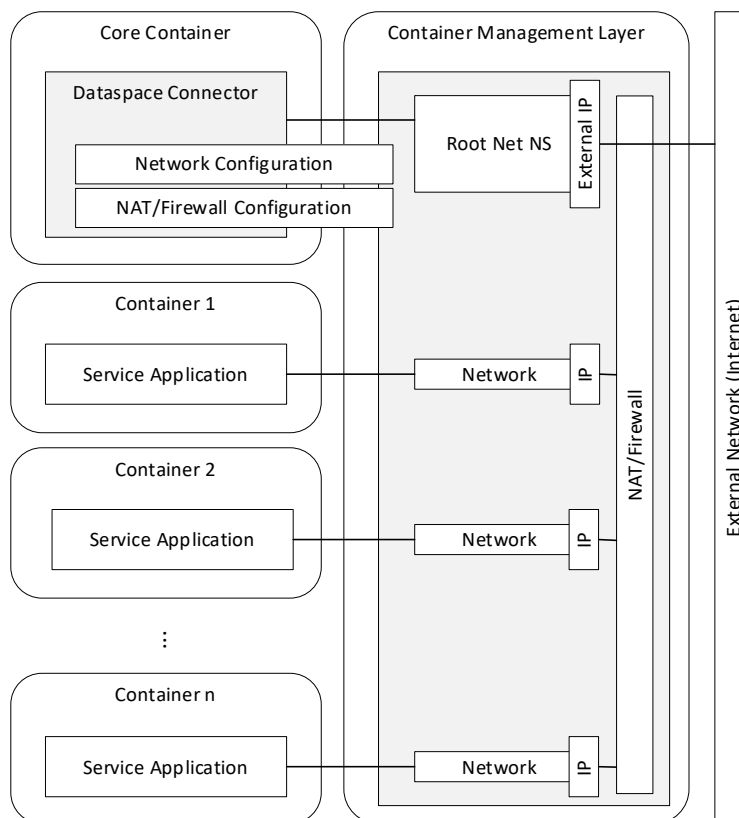 Core Container
Container Management Layer
Dataspace Connector
Root Net NS
External IP
Network Configuration
NAT/Firewall Configuration
Container 1
Service Application
Network
IP
NAT/Firewall
External Network (Internet)
Container 2
Service Application
Network
IP
...
Container n
Service Application
Network
IP